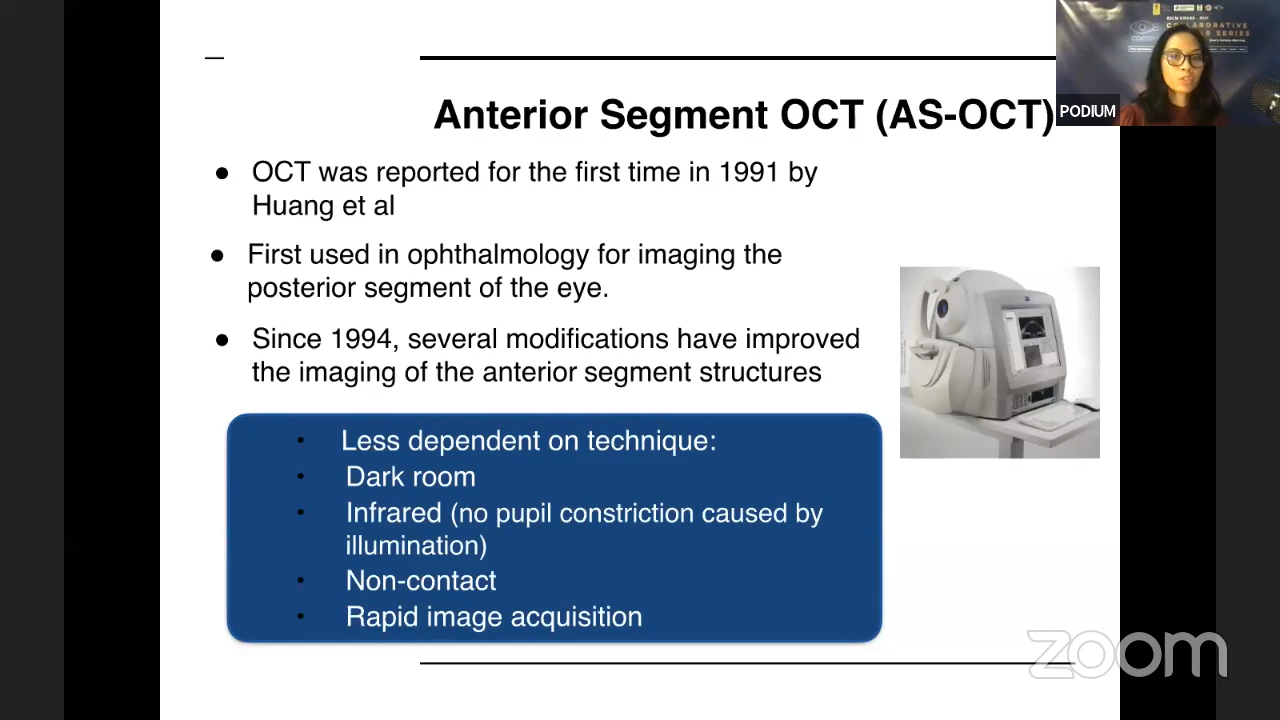 Anterior Segment OCT (AS-OCT)
PODIUM
● OCT was reported for the first time in 1991 by
Huang et al
● First used in ophthalmology for imaging the
posterior segment of the eye.
● Since 1994, several modifications have improved
the imaging of the anterior segment structures
• Less dependent on technique:
• Dark room
• Infrared (no pupil constriction caused by
illumination)
• Non-contact
• Rapid image acquisition
zoom